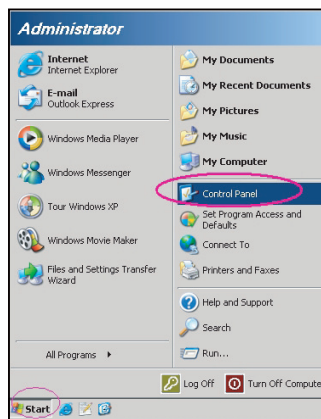 Administrator
Internet
Internet Explorer
E-mail
Outlook Express
Windows Media Player
Windows Messenger
Tour Windows XP
Windows Movie Maker
Files and Settings Transfer
Wizard
All Programs
My Documents
My Recent Documents
My Pictures
My Music
My Computer
Control Panel
Set Program Access and
Defaults
Connect To
Printers and Faxes
Help and Support
Search
Run...
Log Off
Turn Off Compute
Start